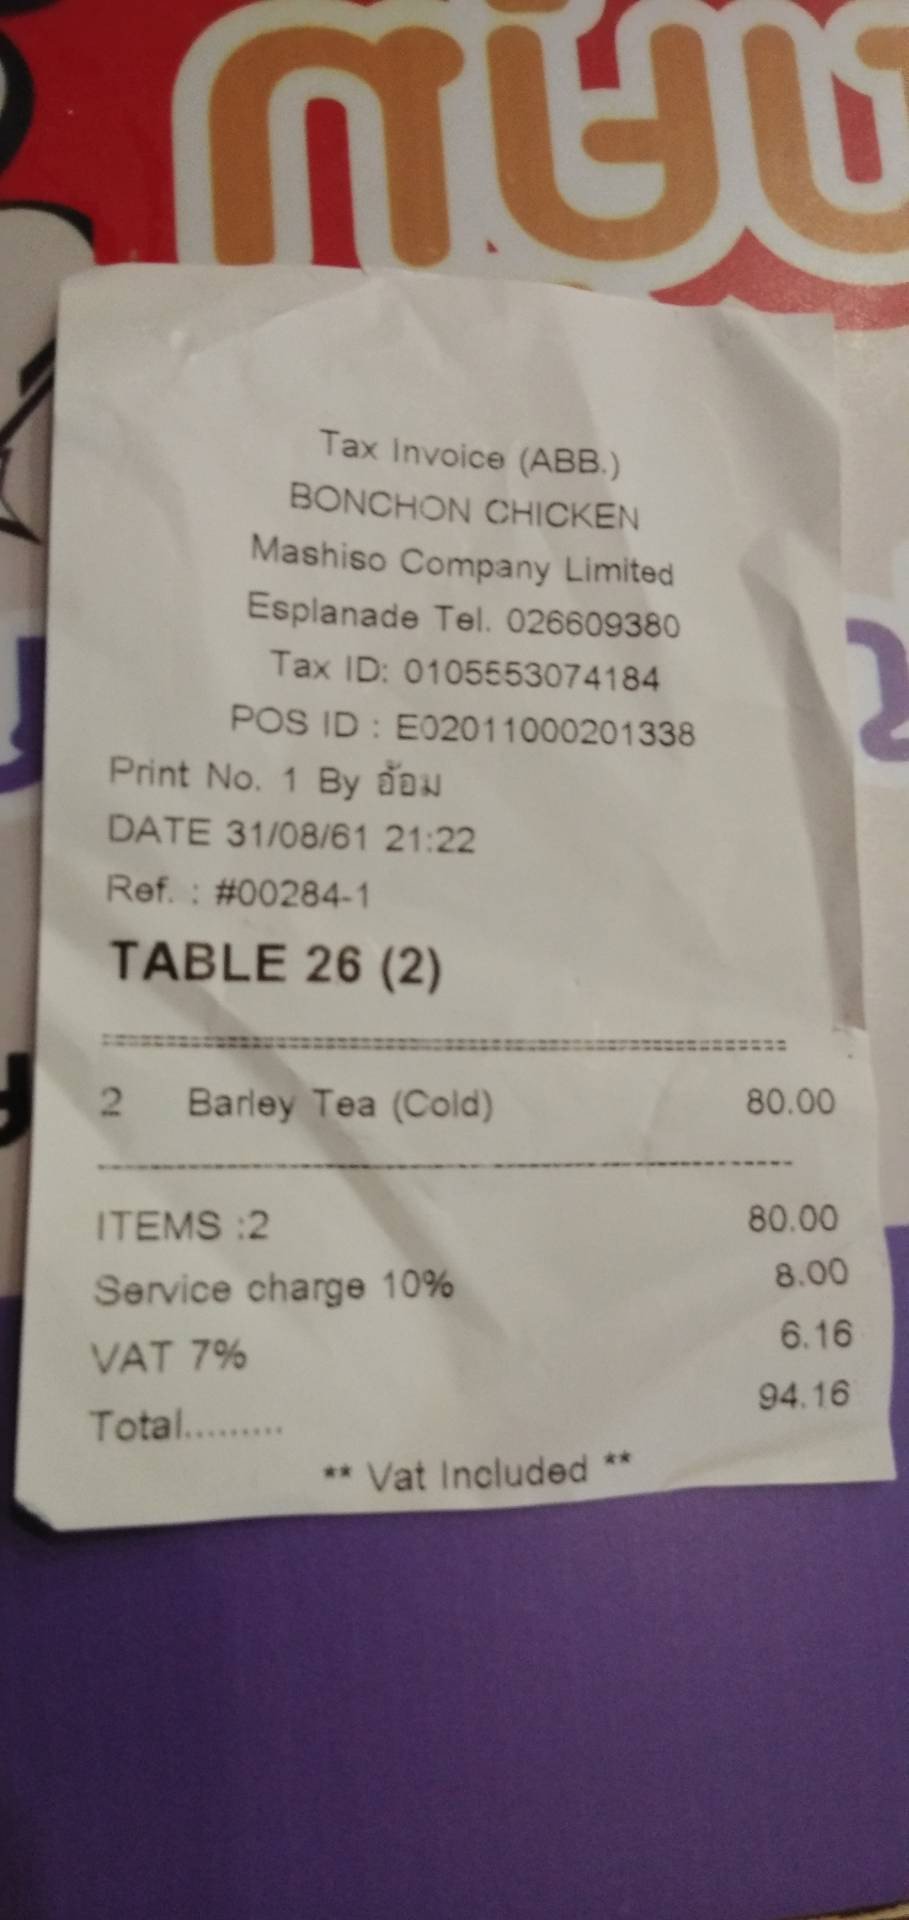 Tax Invoice (ABB.)
BONCHON CHICKEN
Mashiso Company Limited
Esplanade Tel. 026609380
Tax ID: 0105553074184
POS ID : E02011000201338
Print No. 1 By อ้อม
DATE 31/08/61 21:22
Ref. : #00284-1
TABLE 26 (2)
2 Barley Tea (Cold) 80.00
ITEMS :2 80.00
Service charge 10% 8.00
VAT 7% 6.16
Total......... 94.16
** Vat Included **